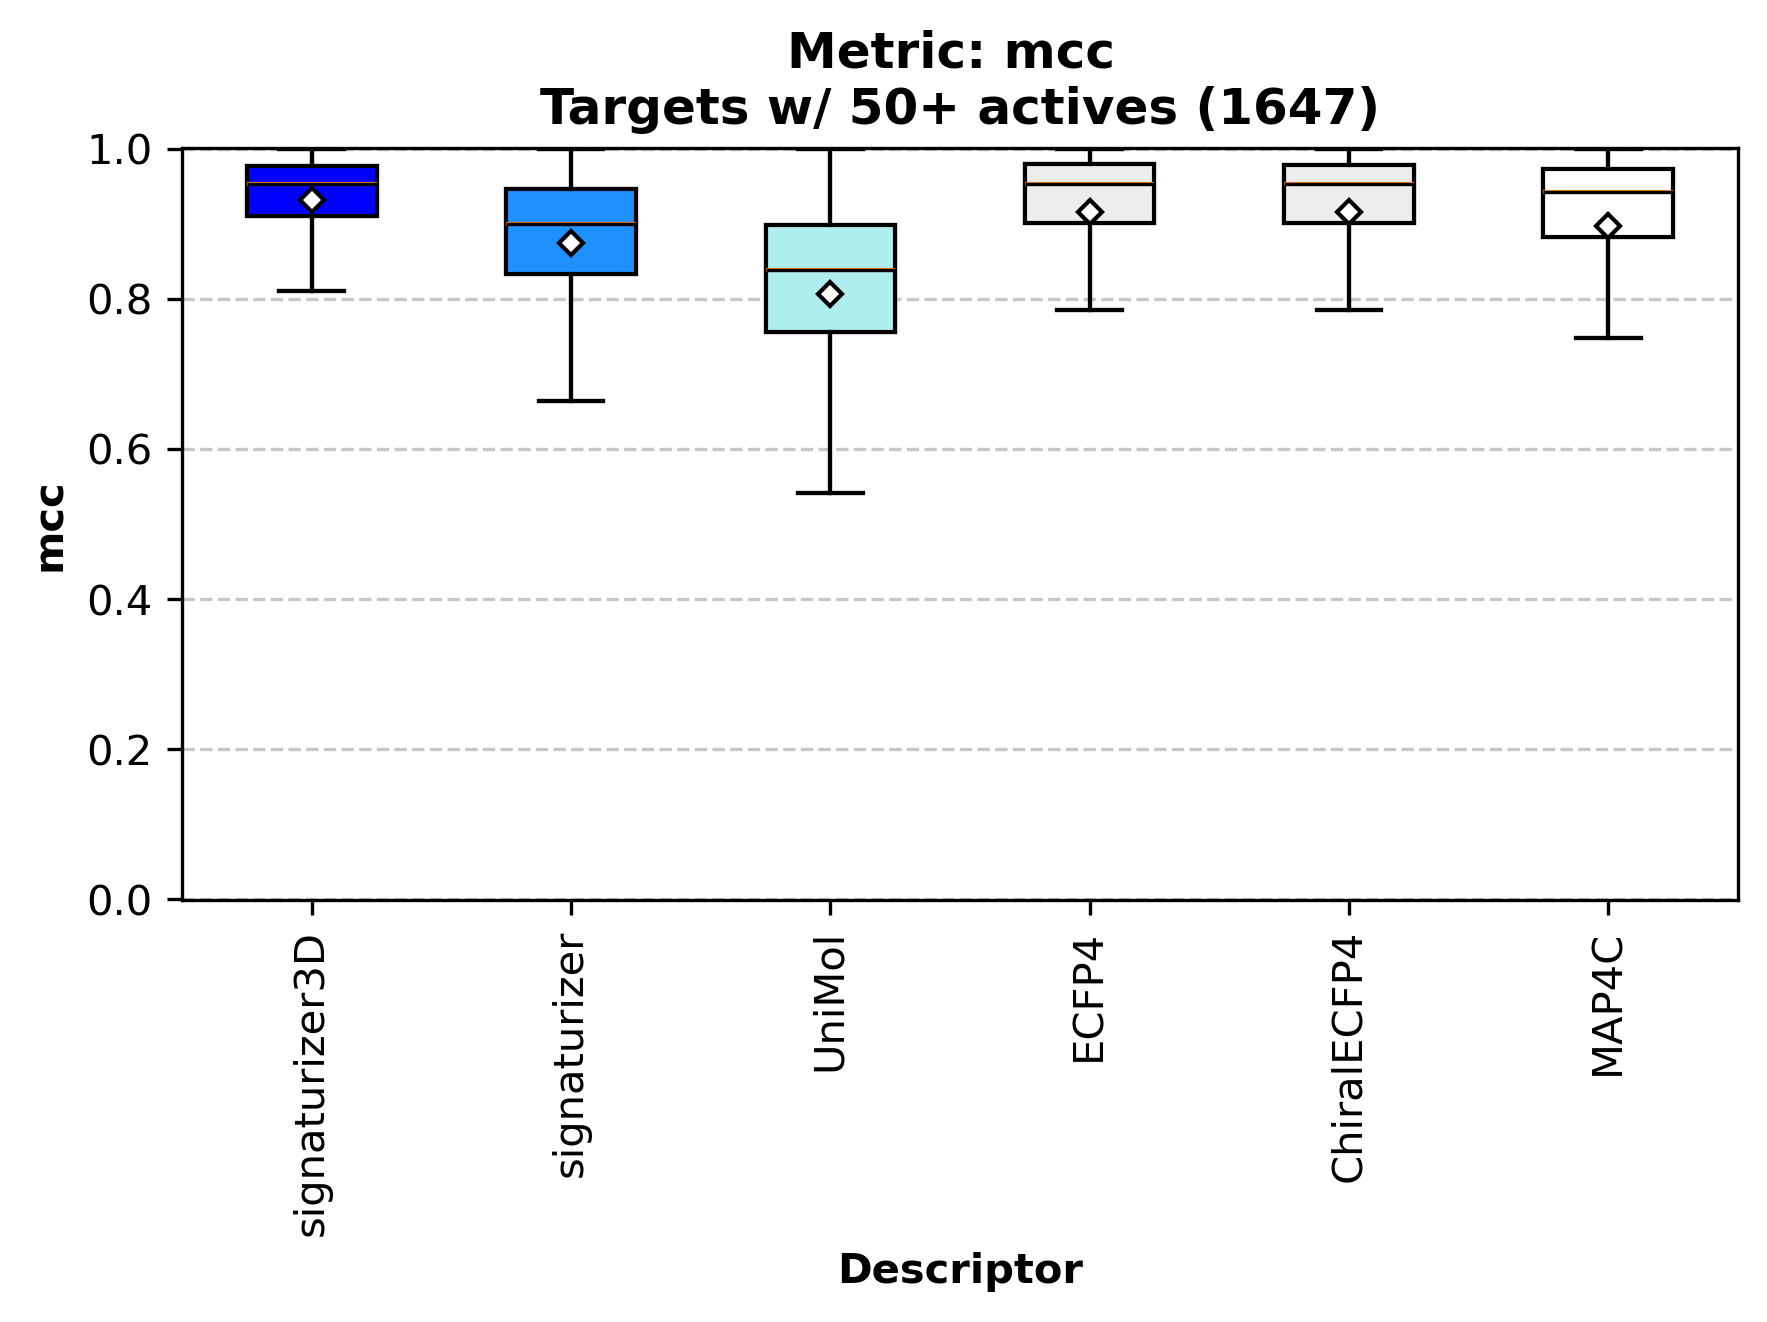 Metric: mcc
Targets w/ 50+ actives (1647)
1.0
0.8
0.6
0.4
0.2
0.0
mcc
signaturizer3D
signaturizer
UniMol
ECFP4
ChiralECFP4
MAP4C
Descriptor